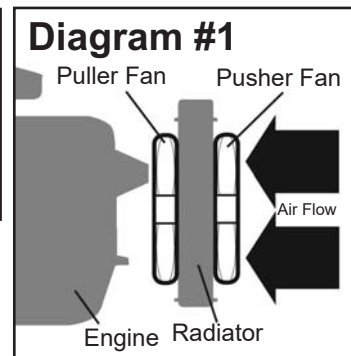 Diagram #1
Puller Fan
Pusher Fan
Air Flow
Engine
Radiator